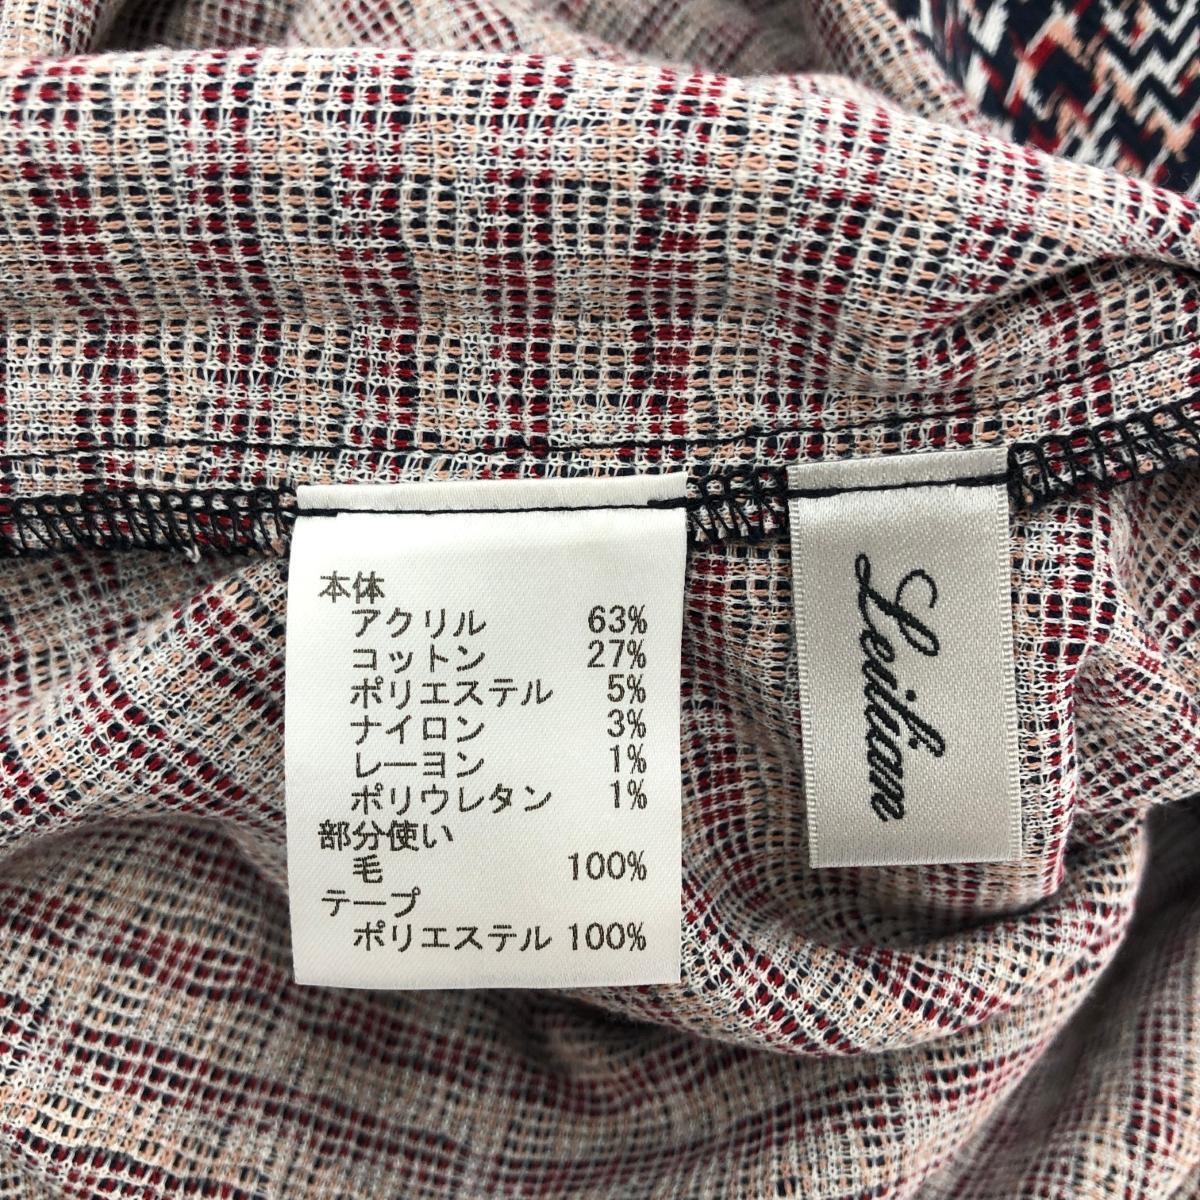 本体
アクリル 63%
コットン 27%
ポリエステル 5%
ナイロン 3%
レーヨン 1%
ポリウレタン 1%
部分使い
毛 100%
テープ
ポリエステル 100%
Leilian